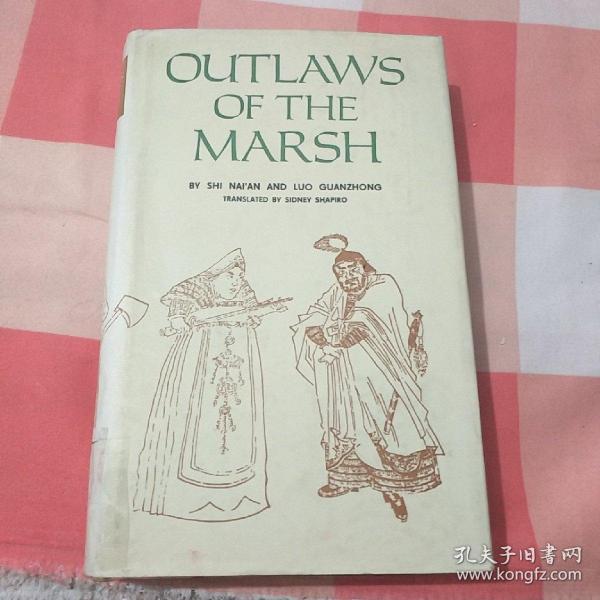 OUTLAWS
OF THE
MARSH
BY SHI NAI'AN AND LUO GUANZHONG
TRANSLATED BY SIDNEY SHAPIRO
孔夫子旧書网
www.kongfz.com